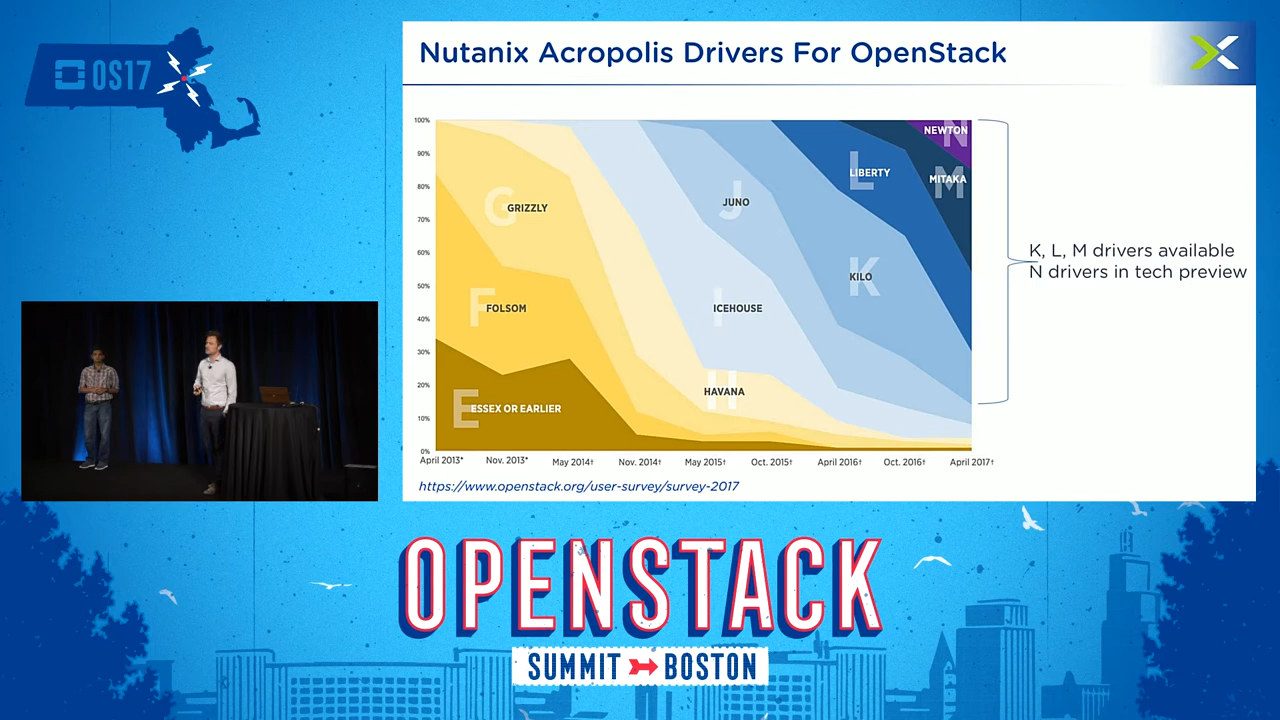 OS17
Nutanix Acropolis Drivers For OpenStack
100%
90%
80%
70%
60%
50%
40%
30%
20%
10%
0%
N
NEWTON
L
LIBERTY
M
MITAKA
G
GRIZZLY
J
JUNO
K
KILO
F
FOLSOM
I
ICEHOUSE
H
HAVANA
E
ESSEX OR EARLIER
K, L, M drivers available
N drivers in tech preview
April 2013* Nov. 2013* May 2014† Nov. 2014† May 2015† Oct. 2015† April 2016† Oct. 2016† April 2017†
https://www.openstack.org/user-survey/survey-2017
OPENSTACK
SUMMIT BOSTON